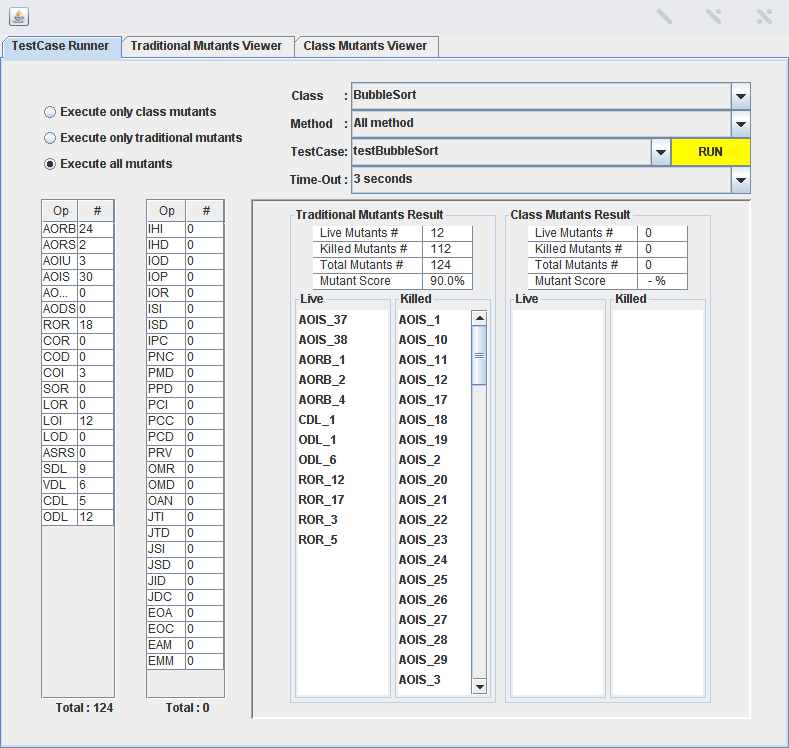 TestCase Runner Traditional Mutants Viewer Class Mutants Viewer
Execute only class mutants
Execute only traditional mutants
Execute all mutants
Class : BubbleSort
Method : All method
TestCase: testBubbleSort RUN
Time-Out : 3 seconds
Op #
AORB 24
AORS 2
AOIU 3
AOIS 30
AO... 0
AODS 0
ROR 18
COR 0
COD 0
COI 3
SOR 0
LOR 0
LOI 12
LOD 0
ASRS 0
SDL 9
VDL 6
CDL 5
ODL 12
Total : 124
Op #
IHI 0
IHD 0
IOD 0
IOP 0
IOR 0
ISI 0
ISD 0
IPC 0
PNC 0
PMD 0
PPD 0
PCI 0
PCC 0
PCD 0
PRV 0
OMR 0
OMD 0
OAN 0
JTI 0
JTD 0
JSI 0
JSD 0
JID 0
JDC 0
EOA 0
EOC 0
EAM 0
EMM 0
Total : 0
Traditional Mutants Result
Live Mutants # 12
Killed Mutants # 112
Total Mutants # 124
Mutant Score 90.0%
Live
AOIS_37
AOIS_38
AORB_1
AORB_2
AORB_4
CDL_1
ODL_1
ODL_6
ROR_12
ROR_17
ROR_3
ROR_5
Killed
AOIS_1
AOIS_10
AOIS_11
AOIS_12
AOIS_17
AOIS_18
AOIS_19
AOIS_2
AOIS_20
AOIS_21
AOIS_22
AOIS_23
AOIS_24
AOIS_25
AOIS_26
AOIS_27
AOIS_28
AOIS_29
AOIS_3
Class Mutants Result
Live Mutants # 0
Killed Mutants # 0
Total Mutants # 0
Mutant Score - %
Live
Killed